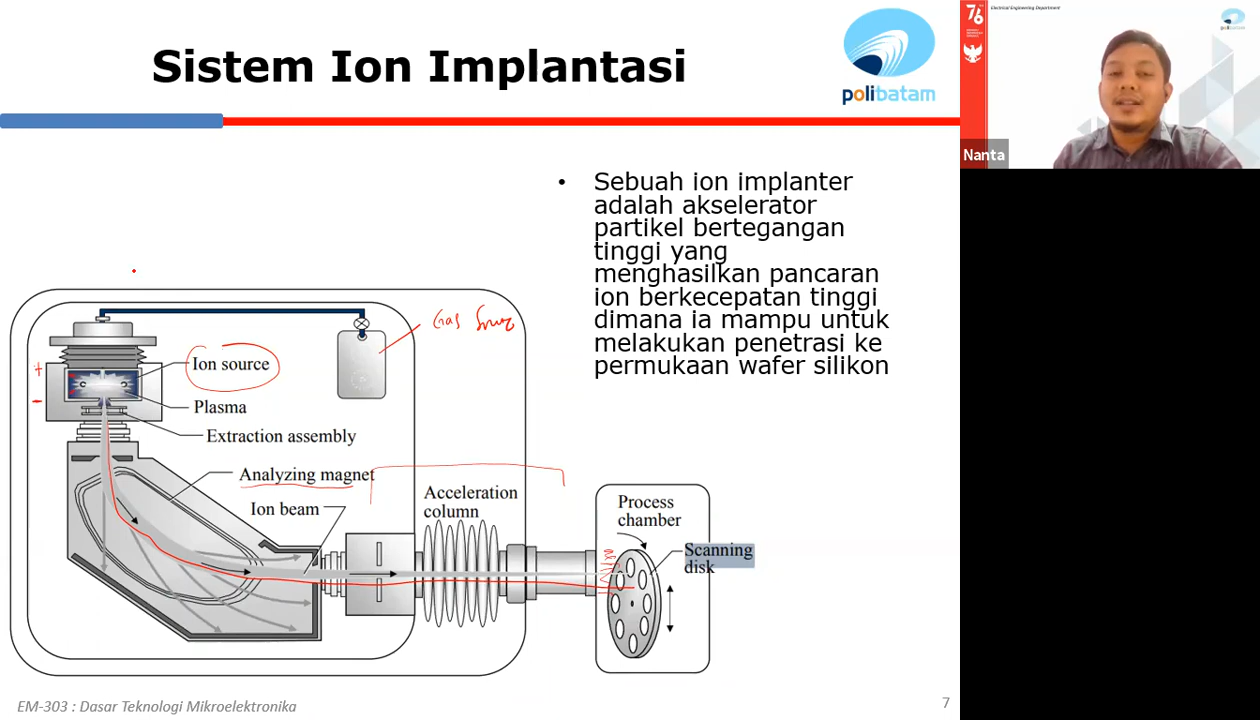 Sistem Ion Implantasi
polibatam
76
Electrical Engineering Department
polibatam
Nanta
• Sebuah ion implanter
adalah akselerator
partikel bertegangan
tinggi yang
menghasilkan pancaran
ion berkecepatan tinggi
dimana ia mampu untuk
melakukan penetrasi ke
permukaan wafer silikon
Gas
+
Ion source
-
Plasma
Extraction assembly
Analyzing magnet
Ion beam
Acceleration
column
Process
chamber
Scanning
disk
EM-303 : Dasar Teknologi Mikroelektronika
7